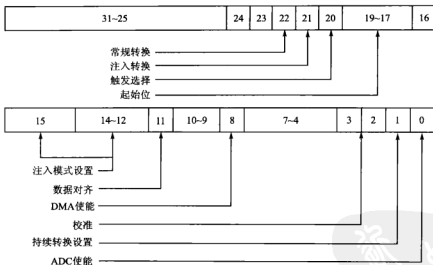 31~25 24 23 22 21 20 19~17 16
常规转换
注入转换
触发选择
起始位
15 14~12 11 10~9 8 7~4 3 2 1 0
注入模式设置
数据对齐
DMA使能
校准
持续转换设置
ADC使能